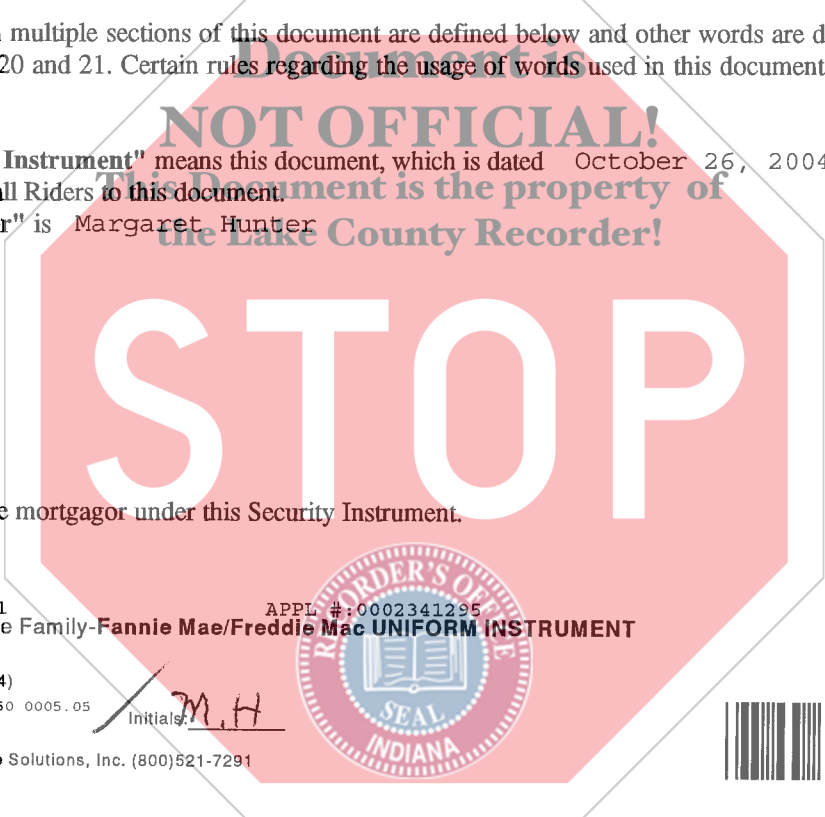 multiple sections of this document are defined below and other words are d
Document is
20 and 21. Certain rules regarding the usage of words used in this document
NOT OFFICIAL!
Instrument" means this document, which is dated October 26, 2004
This Document is the property of
ll Riders to this document.
r" is Margaret Hunter
the Lake County Recorder!
STOP
e mortgagor under this Security Instrument.
RECORDER'S OFFICE
APPL #:0002341295
e Family-Fannie Mae/Freddie Mac UNIFORM INSTRUMENT
4)
0005.05
Initials: M.H
SEAL
INDIANA
Solutions, Inc. (800)521-7291